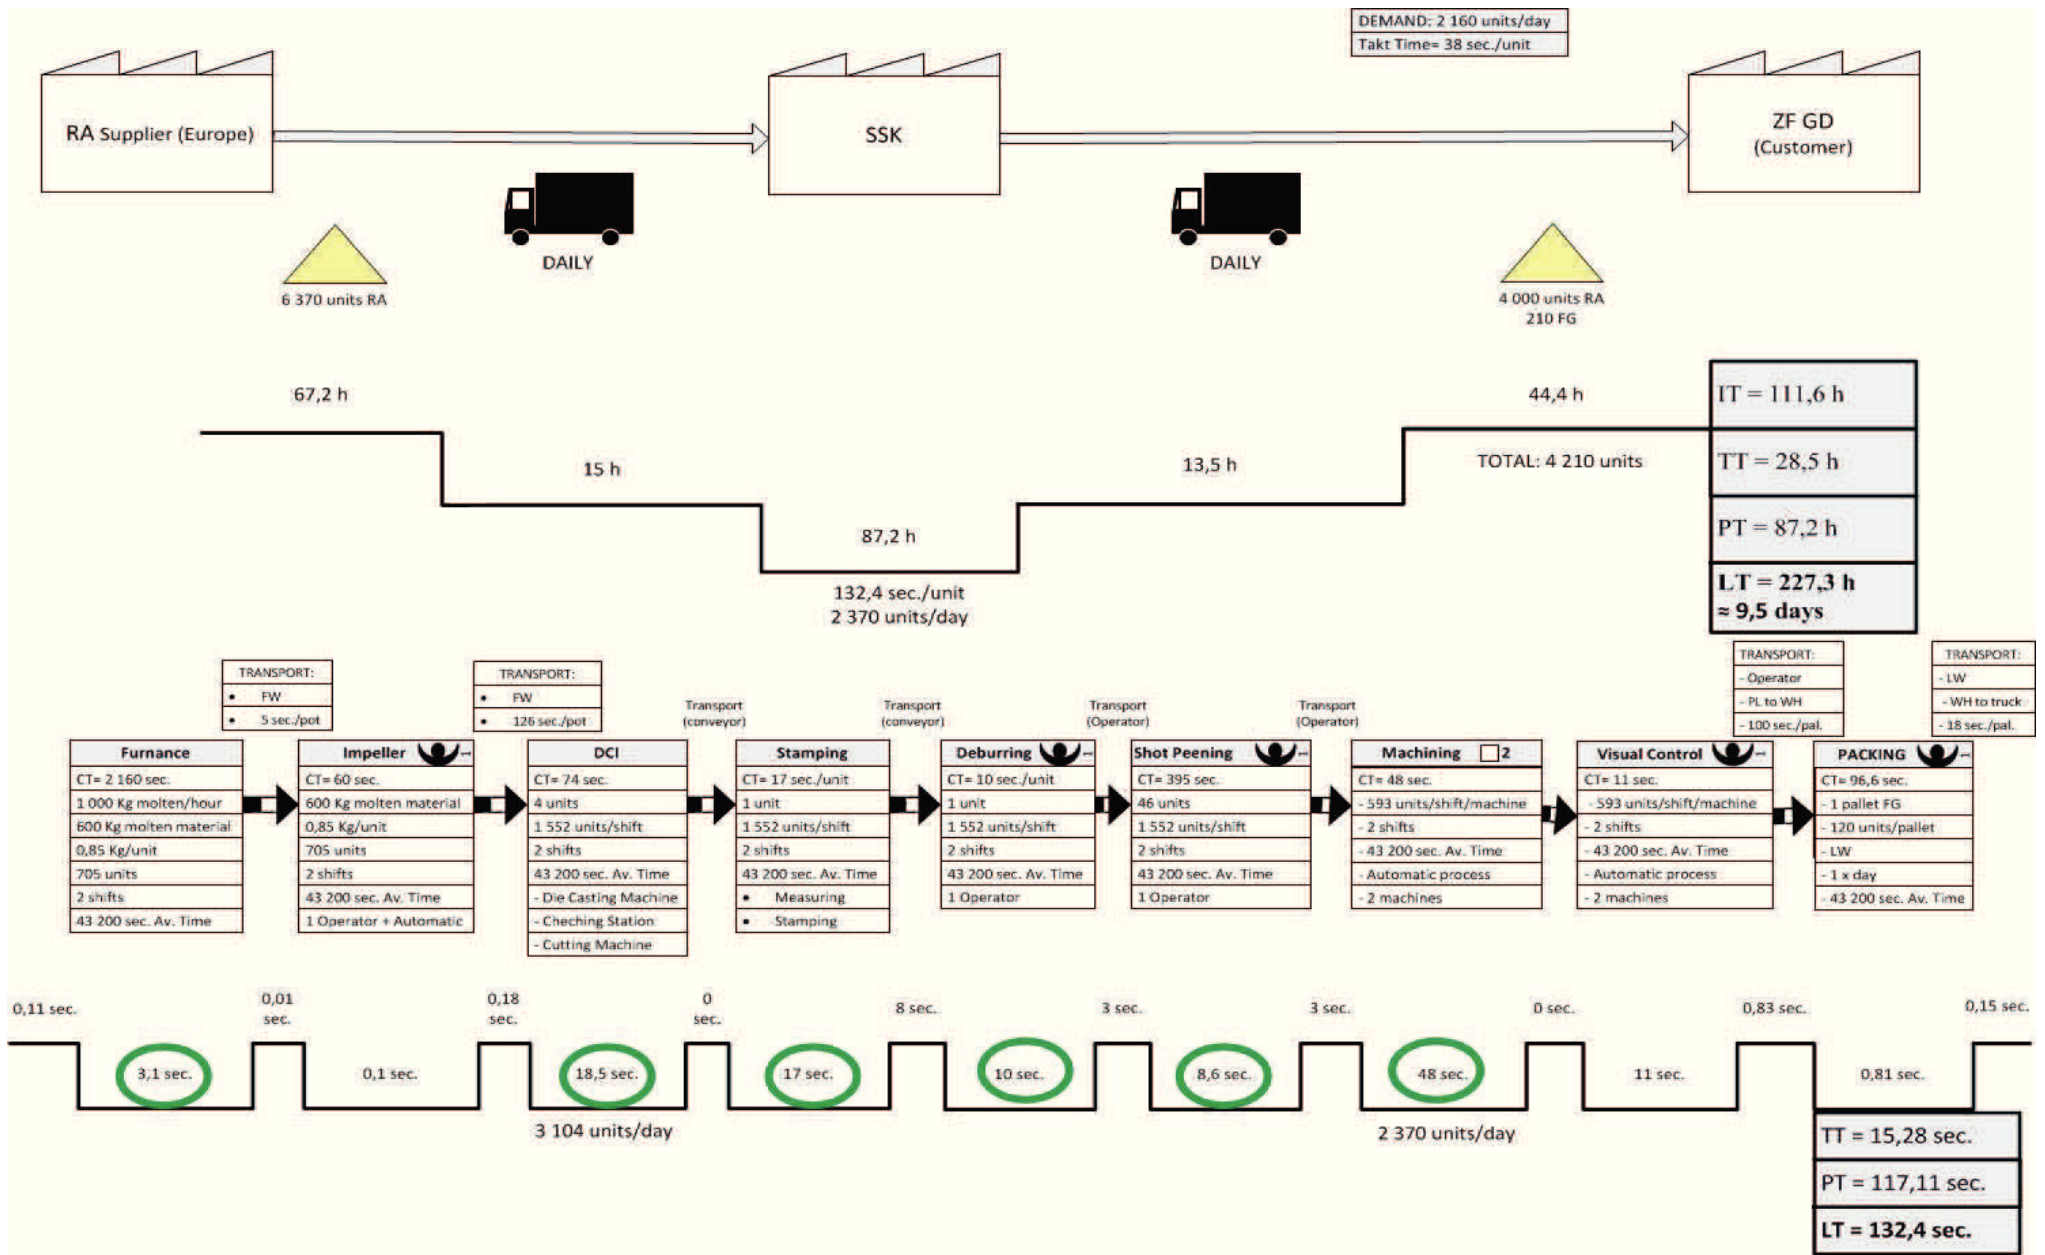 DEMAND: 2 160 units/day
Takt Time= 38 sec./unit
RA Supplier (Europe)
SSK
ZF GD
(Customer)
DAILY
DAILY
6 370 units RA
4 000 units RA
210 FG
67,2 h
15 h
87,2 h
132,4 sec./unit
2 370 units/day
13,5 h
44,4 h
TOTAL: 4 210 units
IT = 111,6 h
TT = 28,5 h
PT = 87,2 h
LT = 227,3 h
≈ 9,5 days
TRANSPORT:
• FW
• 5 sec./pot
TRANSPORT:
• FW
• 126 sec./pot
Transport
(conveyor)
Transport
(conveyor)
Transport
(Operator)
Transport
(Operator)
TRANSPORT:
- Operator
- PL to WH
- 100 sec./pal.
TRANSPORT:
- LW
- WH to truck
- 18 sec./pal.
Furnance
CT= 2 160 sec.
1 000 Kg molten/hour
600 Kg molten material
0,85 Kg/unit
705 units
2 shifts
43 200 sec. Av. Time
Impeller 1
CT= 60 sec.
600 Kg molten material
0,85 Kg/unit
705 units
2 shifts
43 200 sec. Av. Time
1 Operator + Automatic
DCI
CT= 74 sec.
4 units
1 552 units/shift
2 shifts
43 200 sec. Av. Time
- Die Casting Machine
- Cheching Station
- Cutting Machine
Stamping
CT= 17 sec./unit
1 unit
1 552 units/shift
2 shifts
43 200 sec. Av. Time
• Measuring
• Stamping
Deburring 1
CT= 10 sec./unit
1 unit
1 552 units/shift
2 shifts
43 200 sec. Av. Time
1 Operator
Shot Peening 1
CT= 395 sec.
46 units
1 552 units/shift
2 shifts
43 200 sec. Av. Time
1 Operator
Machining 2
CT= 48 sec.
- 593 units/shift/machine
- 2 shifts
- 43 200 sec. Av. Time
- Automatic process
- 2 machines
Visual Control 1
CT= 11 sec.
- 593 units/shift/machine
- 2 shifts
- 43 200 sec. Av. Time
- Automatic process
- 2 machines
PACKING 1
CT= 96,6 sec.
- 1 pallet FG
- 120 units/pallet
- LW
- 1 x day
- 43 200 sec. Av. Time
0,11 sec.
0,01
sec.
0,18
sec.
0
sec.
8 sec.
3 sec.
3 sec.
0 sec.
0,83 sec.
0,15 sec.
3,1 sec.
0,1 sec.
18,5 sec.
17 sec.
10 sec.
8,6 sec.
48 sec.
11 sec.
0,81 sec.
3 104 units/day
2 370 units/day
TT = 15,28 sec.
PT = 117,11 sec.
LT = 132,4 sec.